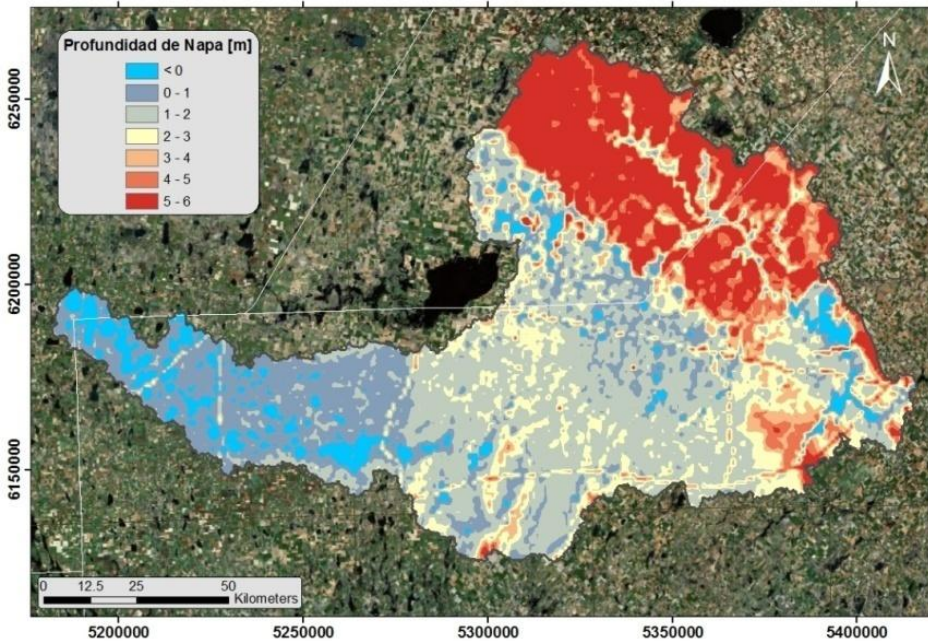 Profundidad de Napa [m]
< 0
0 - 1
1 - 2
2 - 3
3 - 4
4 - 5
5 - 6
N
6250000
6200000
6150000
0 12.5 25 50
Kilometers
5200000 5250000 5300000 5350000 5400000